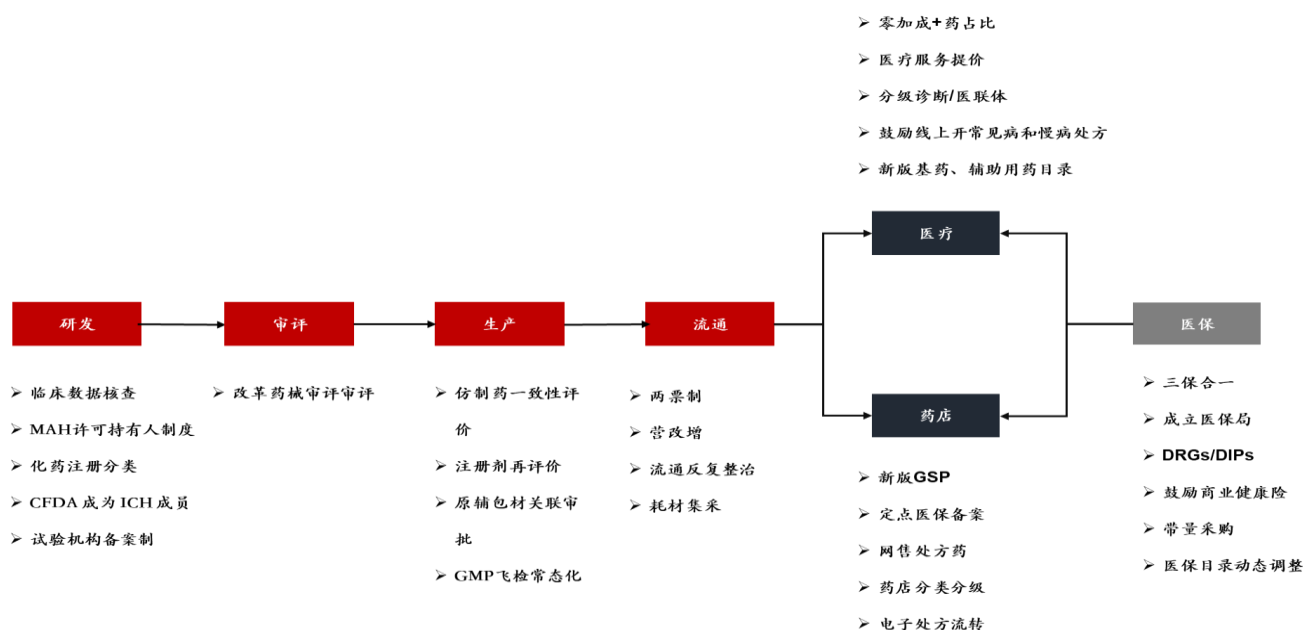 ➢ 零加成+药占比
➢ 医疗服务提价
➢ 分级诊断/医联体
➢ 鼓励线上开常见病和慢病处方
➢ 新版基药、辅助用药目录
医疗
研发
审评
生产
流通
医保
药店
➢ 临床数据核查
➢ MAH许可持有人制度
➢ 化药注册分类
➢ CFDA成为ICH成员
➢ 试验机构备案制
➢ 改革药械审评审评
➢ 仿制药一致性评
价
➢ 注册剂再评价
➢ 原辅包材关联审
批
➢ GMP飞检常态化
➢ 两票制
➢ 营改增
➢ 流通反复整治
➢ 耗材集采
➢ 新版GSP
➢ 定点医保备案
➢ 网售处方药
➢ 药店分类分级
➢ 电子处方流转
➢ 三保合一
➢ 成立医保局
➢ DRGs/DIPs
➢ 鼓励商业健康险
➢ 带量采购
➢ 医保目录动态调整